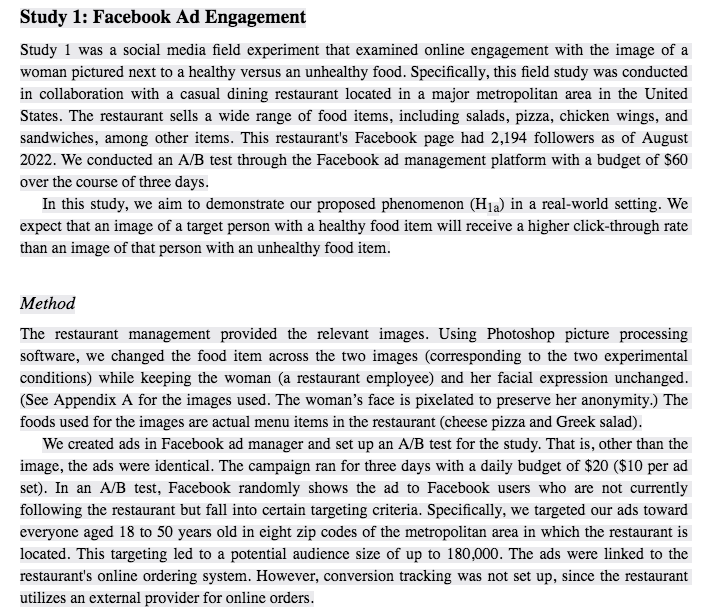 Study 1: Facebook Ad Engagement
Study 1 was a social media field experiment that examined online engagement with the image of a
woman pictured next to a healthy versus an unhealthy food. Specifically, this field study was conducted
in collaboration with a casual dining restaurant located in a major metropolitan area in the United
States. The restaurant sells a wide range of food items, including salads, pizza, chicken wings, and
sandwiches, among other items. This restaurant's Facebook page had 2,194 followers as of August
2022. We conducted an A/B test through the Facebook ad management platform with a budget of $60
over the course of three days.
In this study, we aim to demonstrate our proposed phenomenon (H1a) in a real-world setting. We
expect that an image of a target person with a healthy food item will receive a higher click-through rate
than an image of that person with an unhealthy food item.
Method
The restaurant management provided the relevant images. Using Photoshop picture processing
software, we changed the food item across the two images (corresponding to the two experimental
conditions) while keeping the woman (a restaurant employee) and her facial expression unchanged.
(See Appendix A for the images used. The woman’s face is pixelated to preserve her anonymity.) The
foods used for the images are actual menu items in the restaurant (cheese pizza and Greek salad).
We created ads in Facebook ad manager and set up an A/B test for the study. That is, other than the
image, the ads were identical. The campaign ran for three days with a daily budget of $20 ($10 per ad
set). In an A/B test, Facebook randomly shows the ad to Facebook users who are not currently
following the restaurant but fall into certain targeting criteria. Specifically, we targeted our ads toward
everyone aged 18 to 50 years old in eight zip codes of the metropolitan area in which the restaurant is
located. This targeting led to a potential audience size of up to 180,000. The ads were linked to the
restaurant's online ordering system. However, conversion tracking was not set up, since the restaurant
utilizes an external provider for online orders.